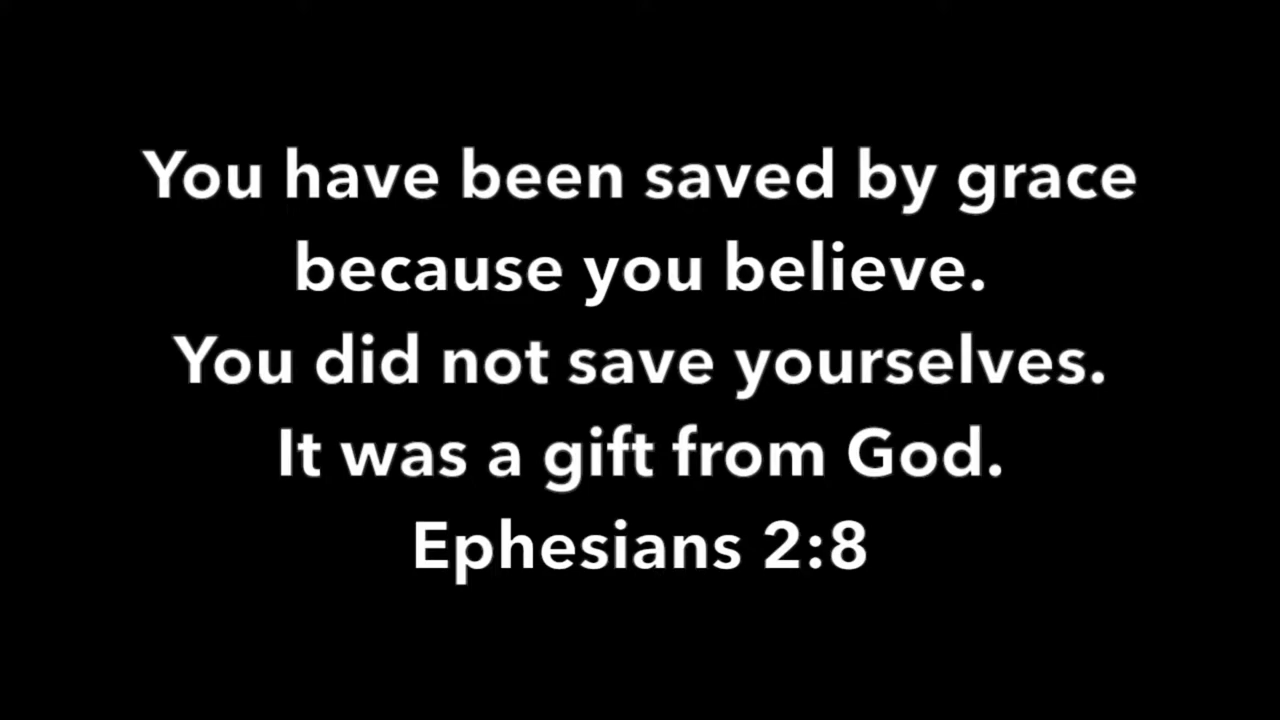 You have been saved by grace
because you believe.
You did not save yourselves.
It was a gift from God.
Ephesians 2:8